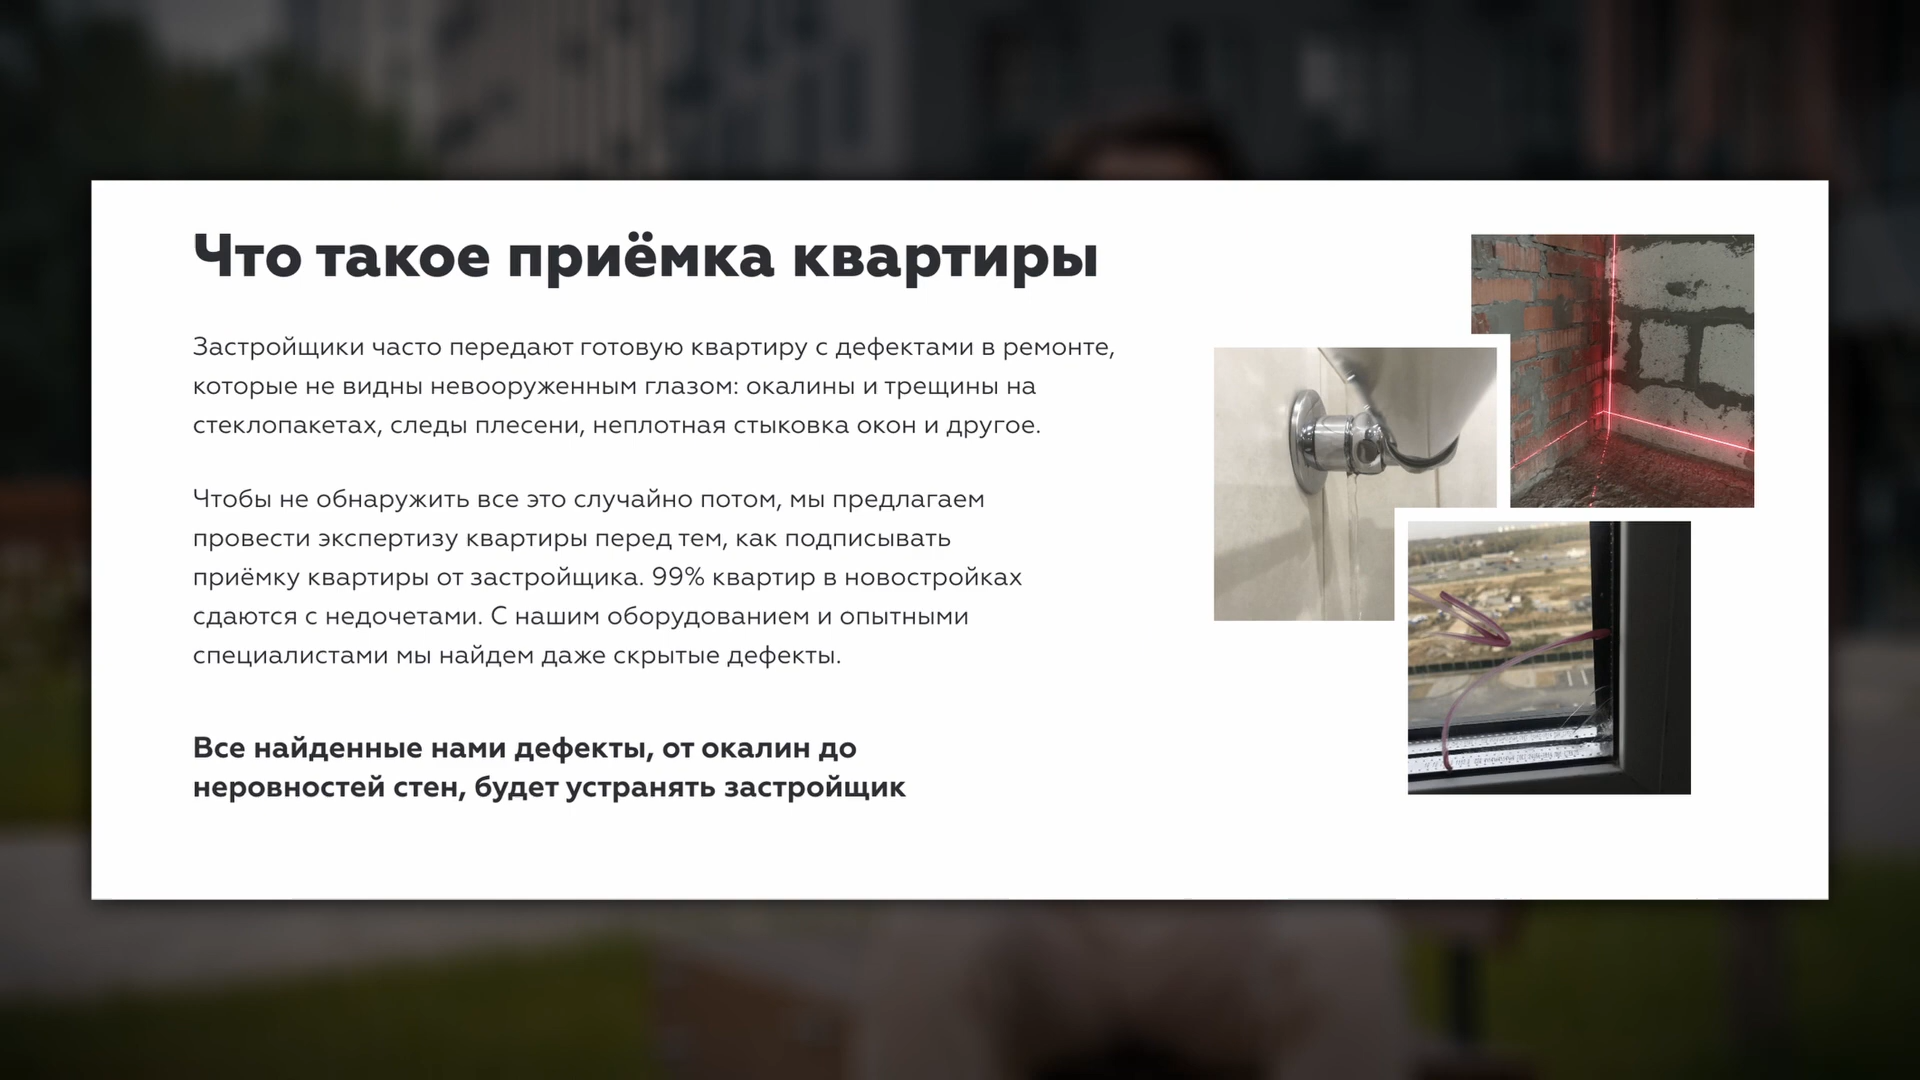 Что такое приёмка квартиры
Застройщики часто передают готовую квартиру с дефектами в ремонте,
которые не видны невооруженным глазом: окалины и трещины на
стеклопакетах, следы плесени, неплотная стыковка окон и другое.
Чтобы не обнаружить все это случайно потом, мы предлагаем
провести экспертизу квартиры перед тем, как подписывать
приёмку квартиры от застройщика. 99% квартир в новостройках
сдаются с недочетами. С нашим оборудованием и опытными
специалистами мы найдем даже скрытые дефекты.
Все найденные нами дефекты, от окалин до
неровностей стен, будет устранять застройщик